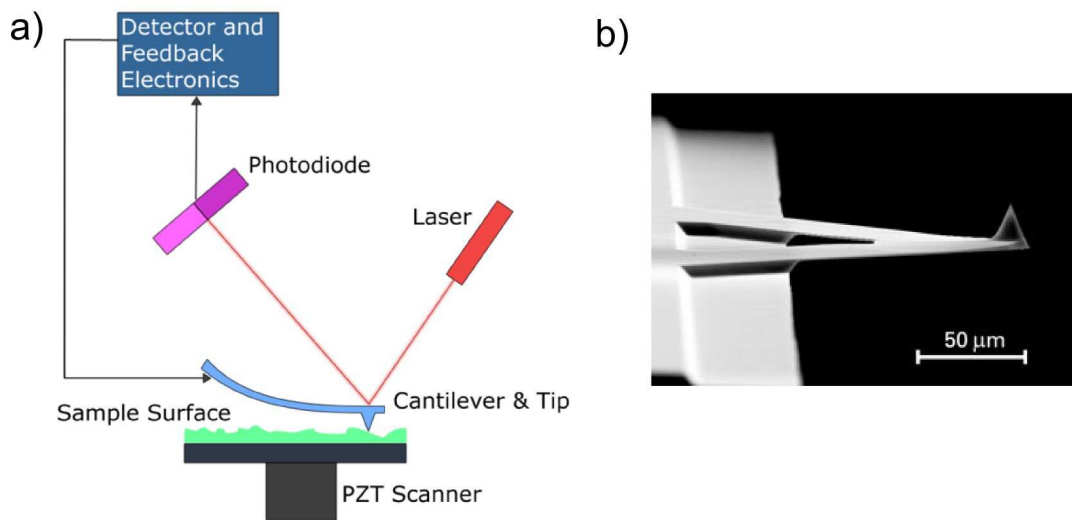 a)
Detector and
Feedback
Electronics
Photodiode
Laser
Cantilever & Tip
Sample Surface
PZT Scanner
b)
50 μm